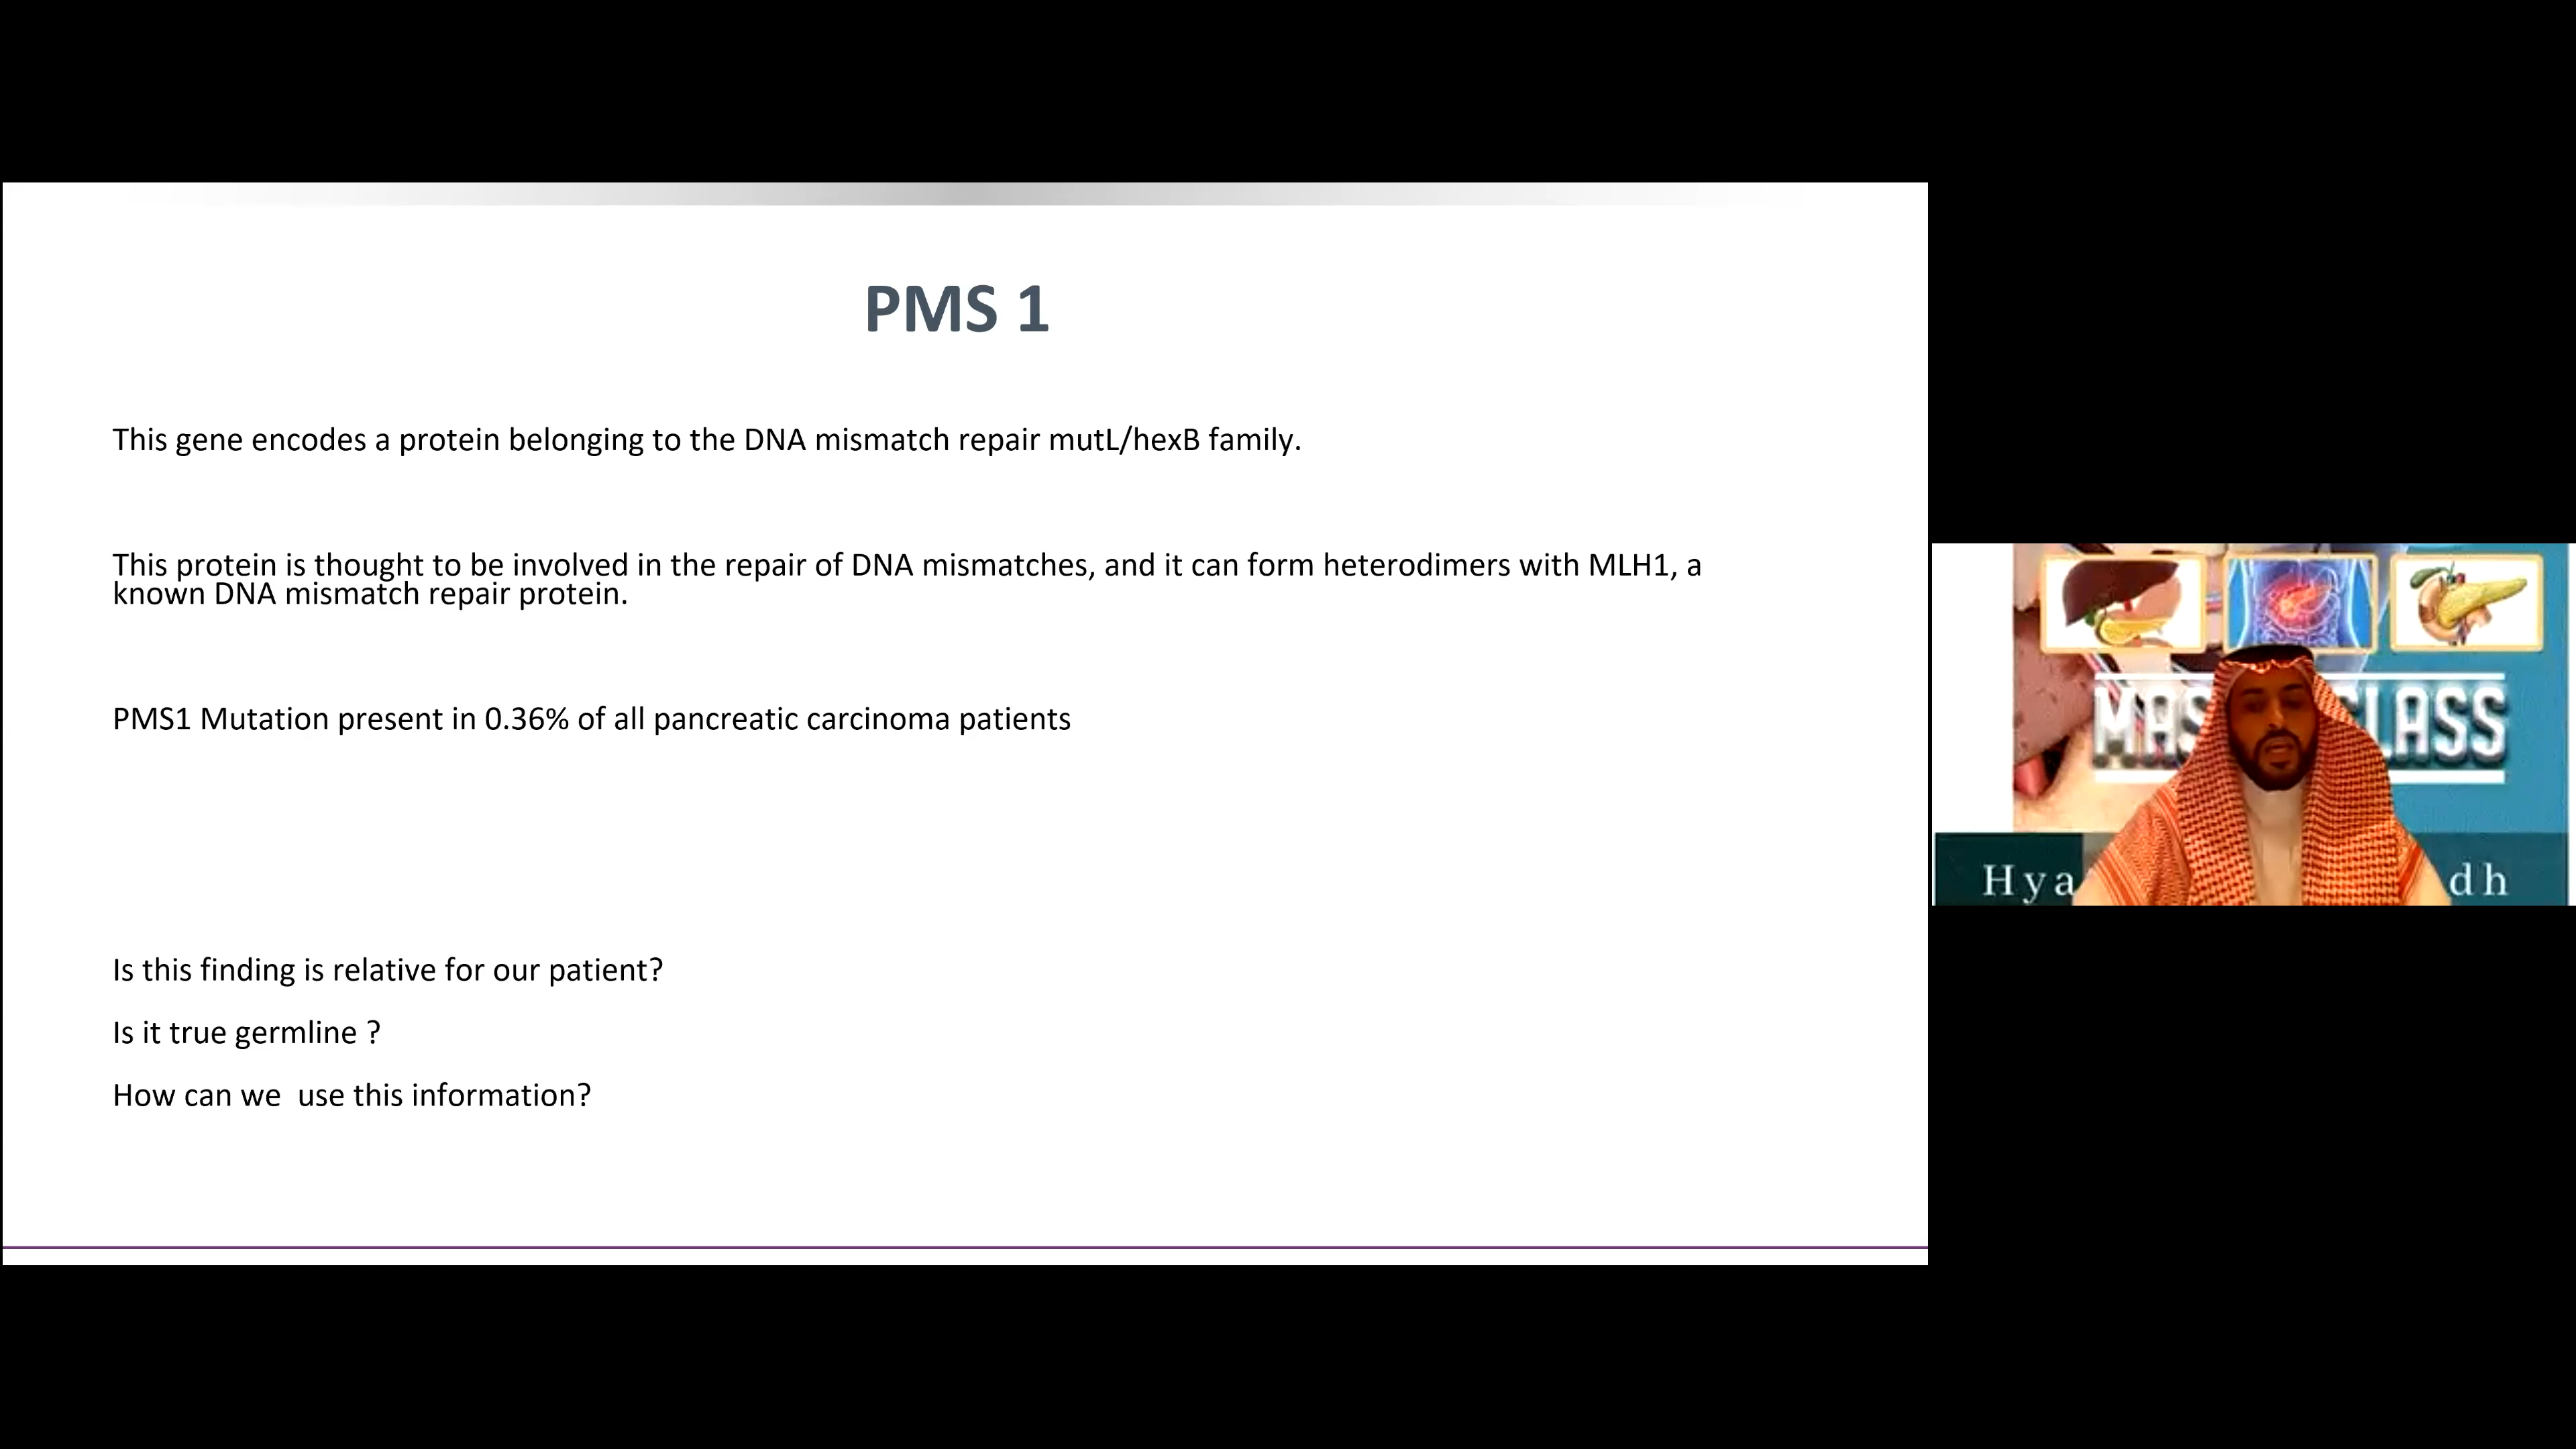 PMS 1
This gene encodes a protein belonging to the DNA mismatch repair mutL/hexB family.
This protein is thought to be involved in the repair of DNA mismatches, and it can form heterodimers with MLH1, a
known DNA mismatch repair protein.
PMS1 Mutation present in 0.36% of all pancreatic carcinoma patients
Is this finding is relative for our patient?
Is it true germline ?
How can we  use this information?